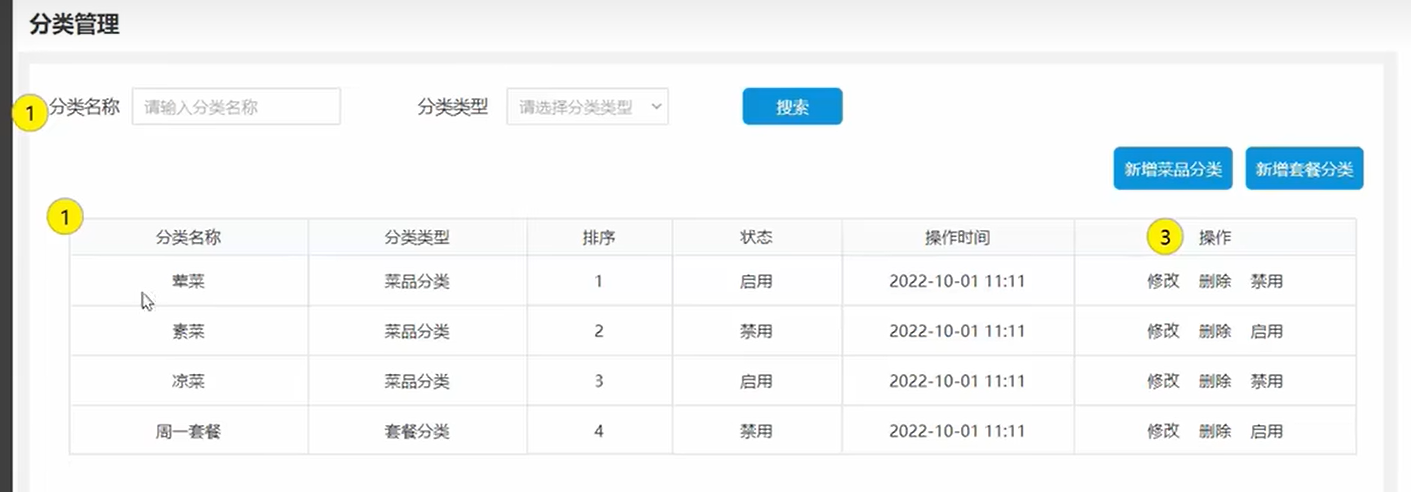 分类管理
1 分类名称 请输入分类名称 分类类型 请选择分类类型 搜索
新增菜品分类 新增套餐分类
1
分类名称 分类类型 排序 状态 操作时间 3 操作
荤菜 菜品分类 1 启用 2022-10-01 11:11 修改 删除 禁用
素菜 菜品分类 2 禁用 2022-10-01 11:11 修改 删除 启用
凉菜 菜品分类 3 启用 2022-10-01 11:11 修改 删除 禁用
周一套餐 套餐分类 4 禁用 2022-10-01 11:11 修改 删除 启用